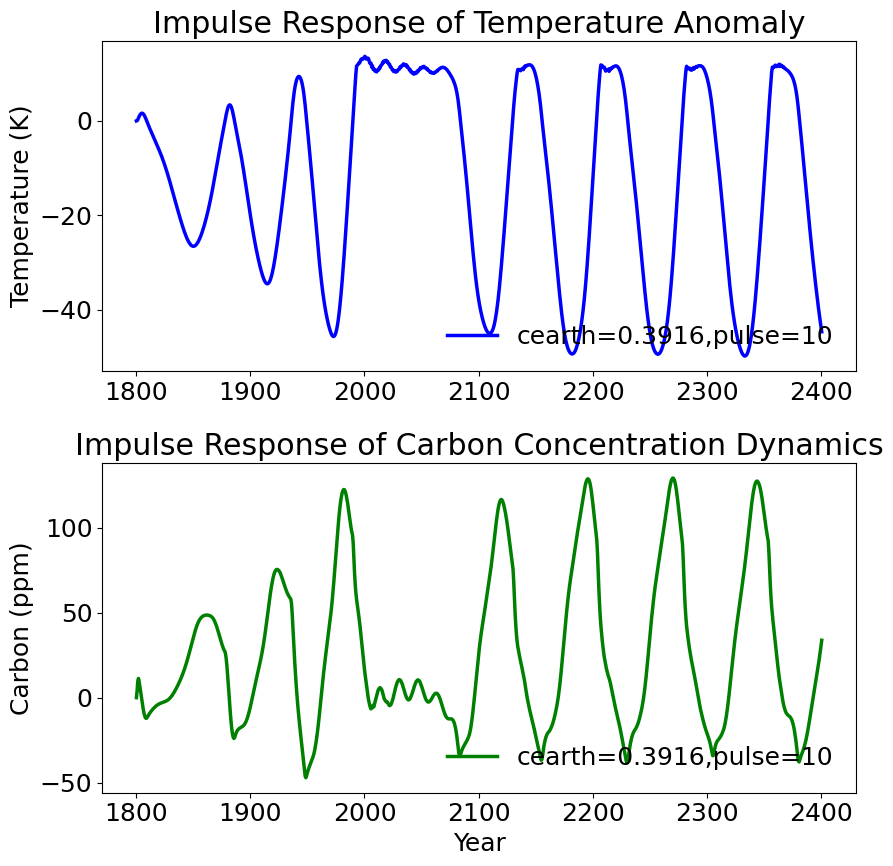 Impulse Response of Temperature Anomaly
Temperature (K)
0
−20
−40
cearth=0.3916,pulse=10
1800 1900 2000 2100 2200 2300 2400
Impulse Response of Carbon Concentration Dynamics
Carbon (ppm)
100
50
0
−50
cearth=0.3916,pulse=10
1800 1900 2000 2100 2200 2300 2400
Year